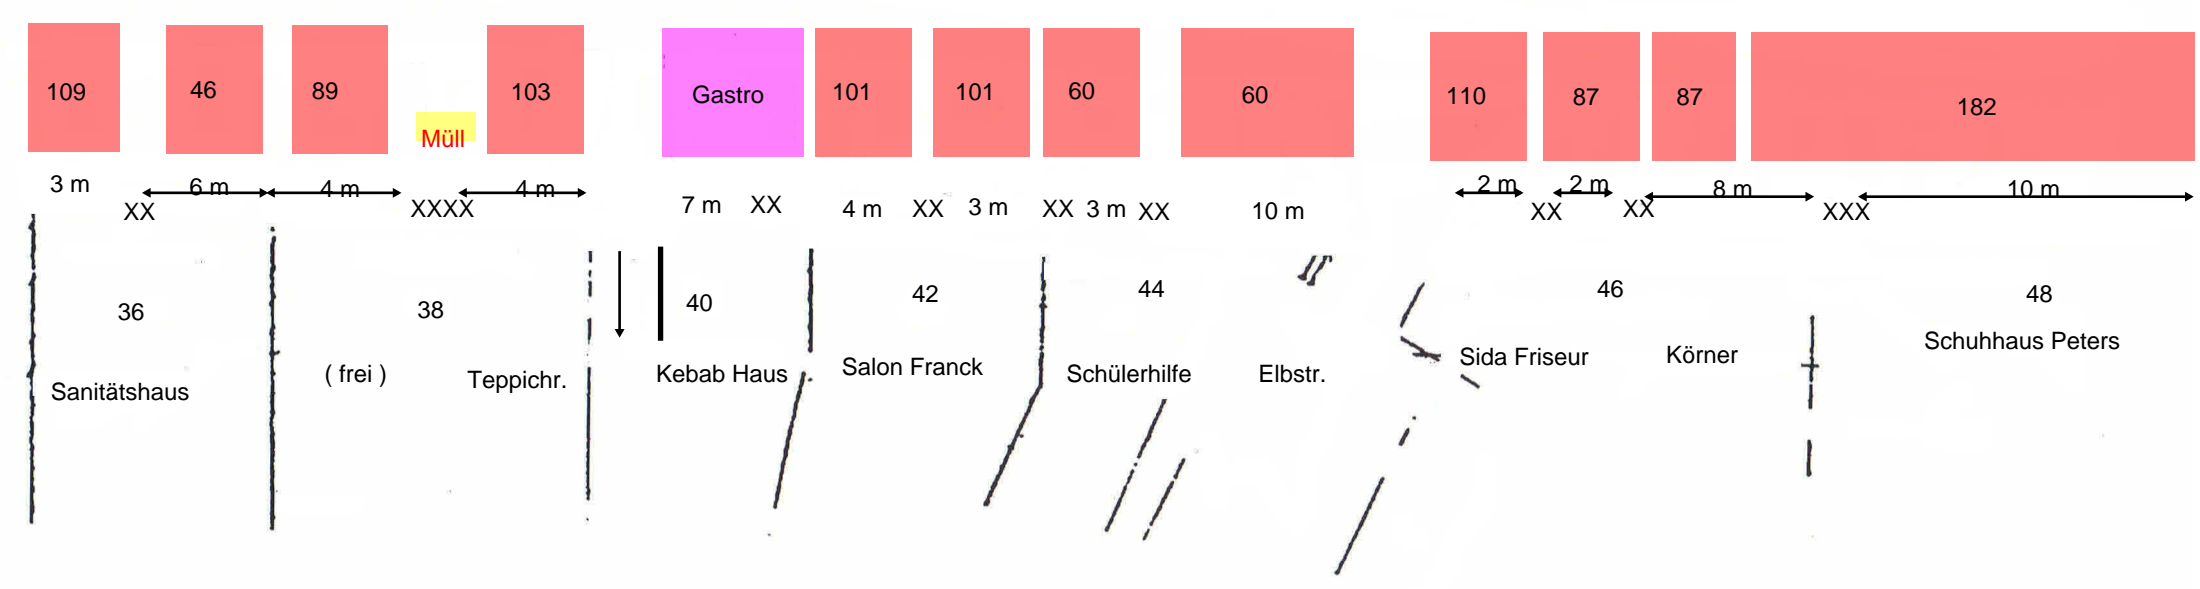 109 46 89 103 Gastro 101 101 60 60 110 87 87 182
Müll
3 m 6 m 4 m 4 m 7 m XX 4 m XX 3 m XX 3 m XX 10 m 2 m 2 m 8 m 10 m
XX XXXX XX XX XXX
36 38 40 42 44 46 48
Sanitätshaus ( frei ) Teppichr. Kebab Haus Salon Franck Schülerhilfe Elbstr. Sida Friseur Körner Schuhhaus Peters